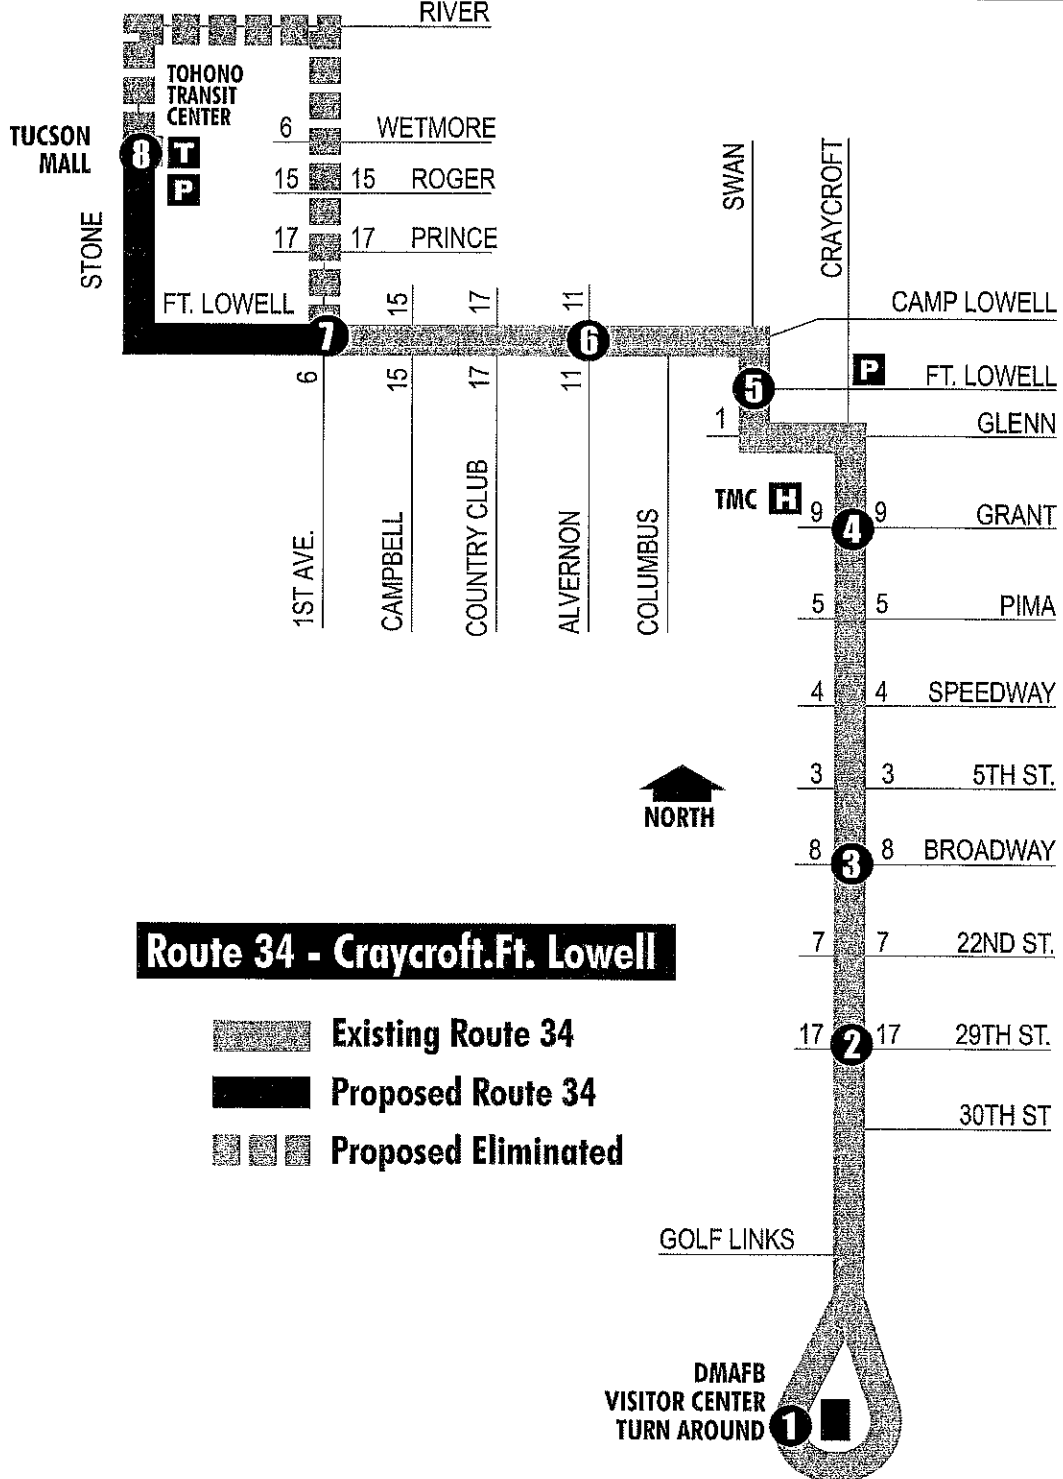 RIVER
TOHONO
TRANSIT
CENTER
TUCSON
MALL
8 T
P
6 WETMORE
15 15 ROGER
17 17 PRINCE
STONE
FT. LOWELL
7
15
17
11
6
SWAN
CRAYCROFT
CAMP LOWELL
P
FT. LOWELL
5
1
GLENN
6
15
17
11
1ST AVE.
CAMPBELL
COUNTRY CLUB
ALVERNON
COLUMBUS
TMC H
9 4 9 GRANT
5 5 PIMA
4 4 SPEEDWAY
3 3 5TH ST.
NORTH
8 3 8 BROADWAY
7 7 22ND ST.
17 2 17 29TH ST.
30TH ST
Route 34 - Craycroft.Ft. Lowell
Existing Route 34
Proposed Route 34
Proposed Eliminated
GOLF LINKS
DMAFB
VISITOR CENTER
TURN AROUND
1